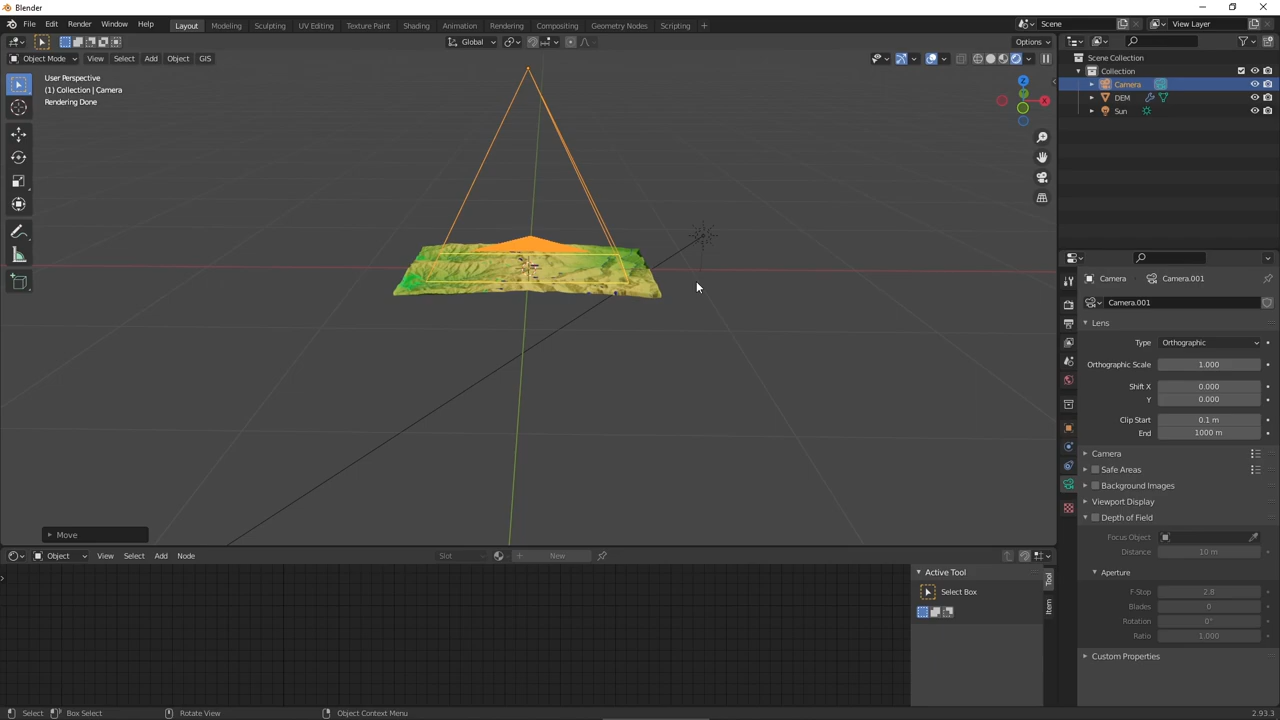 Blender
File Edit Render Window Help Layout Modeling Sculpting UV Editing Texture Paint Shading Animation Rendering Compositing Geometry Nodes Scripting + Scene View Layer
Global Options
Object Mode View Select Add Object GIS
User Perspective
(1) Collection | Camera
Rendering Done
Z
X
Move
Scene Collection
Collection
Camera
DEM
Sun
Camera Camera.001
Camera.001
Lens
Type Orthographic
Orthographic Scale 1.000
Shift X 0.000
Y 0.000
Clip Start 0.1 m
End 1000 m
Camera
Safe Areas
Background Images
Viewport Display
Depth of Field
Focus Object
Distance 10 m
Aperture
F-Stop 2.8
Blades 0
Rotation 0°
Ratio 1.000
Custom Properties
Object View Select Add Node Slot + New
Active Tool
Select Box
Tool
Item
Select Box Select Rotate View Object Context Menu 2.93.3